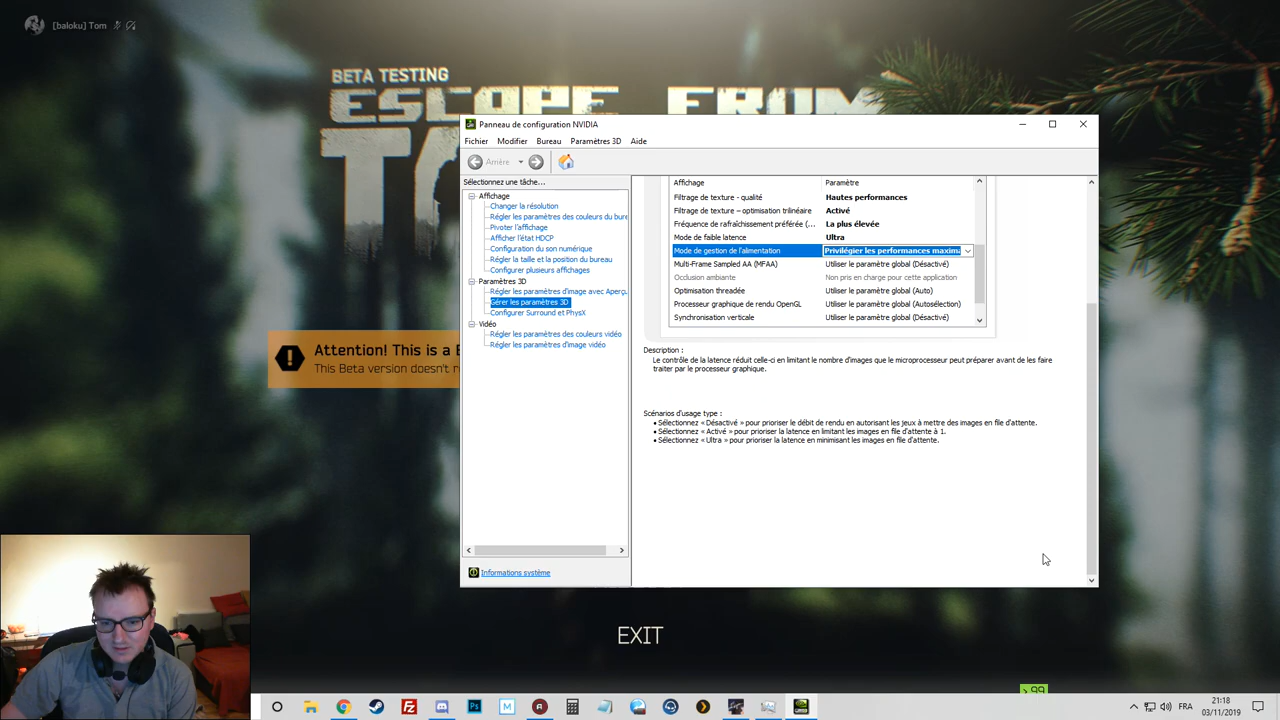 [baloku] Tom
BETA TESTING
ESCAPE FROM
Panneau de configuration NVIDIA
Fichier Modifier Bureau Paramètres 3D Aide
Arrière
Sélectionnez une tâche...
Affichage
Changer la résolution
Régler les paramètres des couleurs du bure
Pivoter l'affichage
Afficher l'état HDCP
Configuration du son numérique
Régler la taille et la position du bureau
Configurer plusieurs affichages
Paramètres 3D
Régler les paramètres d'image avec Aperçu
Gérer les paramètres 3D
Configurer Surround et PhysX
Vidéo
Régler les paramètres des couleurs vidéo
Régler les paramètres d'image vidéo
Informations système
Affichage Paramètre
Filtrage de texture - qualité Hautes performances
Filtrage de texture – optimisation trilinéaire Activé
Fréquence de rafraîchissement préférée (... La plus élevée
Mode de faible latence Ultra
Mode de gestion de l'alimentation Privilégier les performances maxim
Multi-Frame Sampled AA (MFAA) Utiliser le paramètre global (Désactivé)
Occlusion ambiante Non pris en charge pour cette application
Optimisation threadée Utiliser le paramètre global (Auto)
Processeur graphique de rendu OpenGL Utiliser le paramètre global (Autosélection)
Synchronisation verticale Utiliser le paramètre global (Désactivé)
Description :
Le contrôle de la latence réduit celle-ci en limitant le nombre d'images que le microprocesseur peut préparer avant de les faire
traiter par le processeur graphique.
Scénarios d'usage type :
• Sélectionnez « Désactivé » pour prioriser le débit de rendu en autorisant les jeux à mettre des images en file d'attente.
• Sélectionnez « Activé » pour prioriser la latence en limitant les images en file d'attente à 1.
• Sélectionnez « Ultra » pour prioriser la latence en minimisant les images en file d'attente.
Attention! This is a
This Beta version doesn't
EXIT
>99
FRA
21:18
03/11/2019